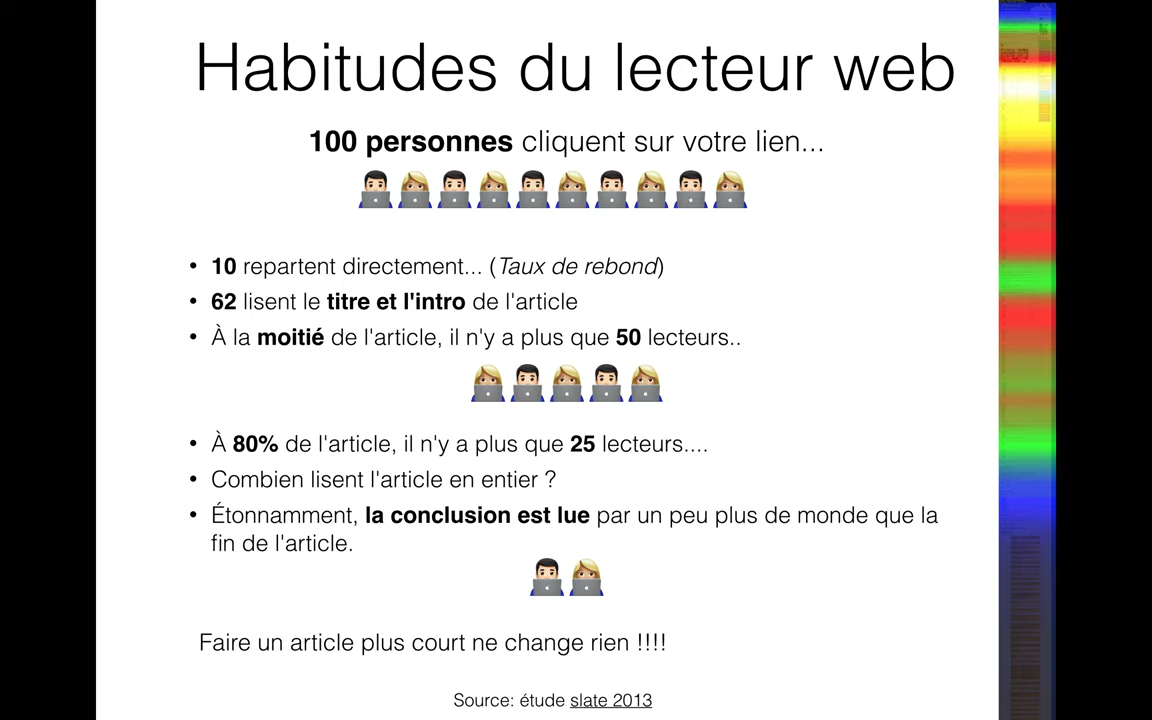 Habitudes du lecteur web
100 personnes cliquent sur votre lien...
• 10 repartent directement... (Taux de rebond)
• 62 lisent le titre et l'intro de l'article
• À la moitié de l'article, il n'y a plus que 50 lecteurs..
• À 80% de l'article, il n'y a plus que 25 lecteurs....
• Combien lisent l'article en entier ?
• Étonnamment, la conclusion est lue par un peu plus de monde que la
fin de l'article.
Faire un article plus court ne change rien !!!!
Source: étude slate 2013